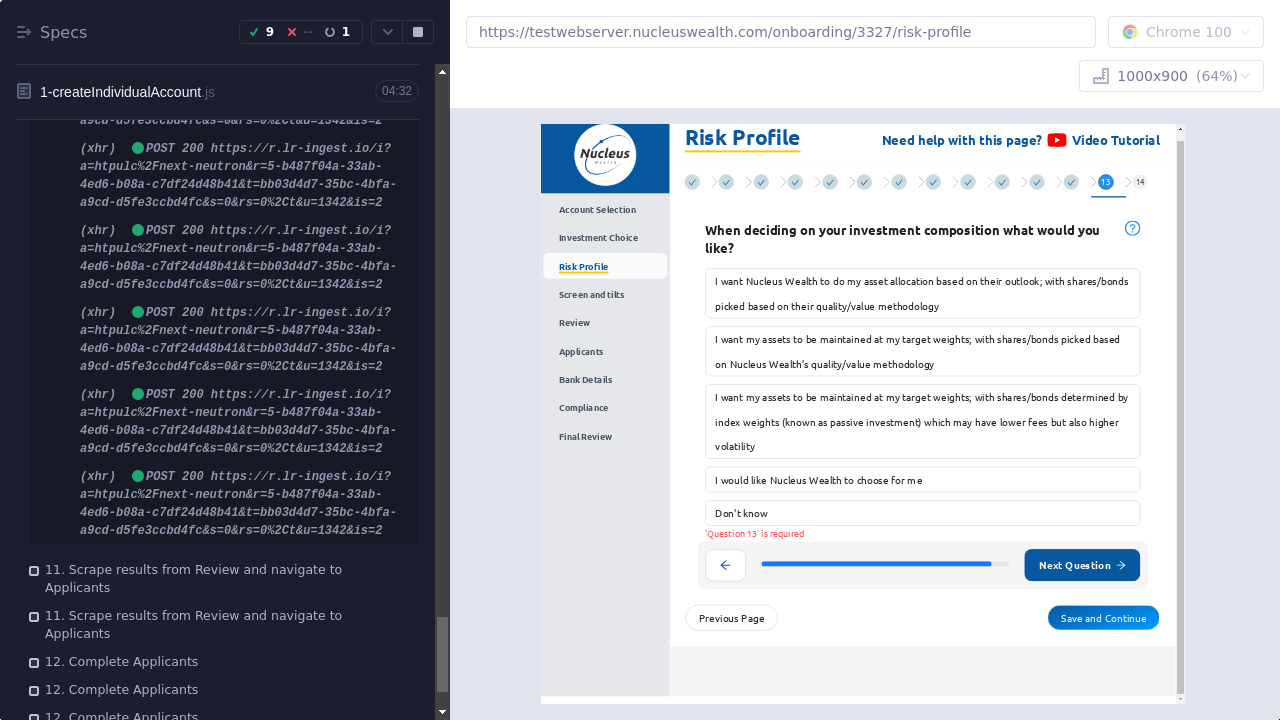 Specs
9
--
1
1-createIndividualAccount.js
04:32
a9cd-d5fe3ccbd4fc&s=0&rs=0%2Ct&u=1342&is=2
(xhr) POST 200 https://r.lr-ingest.io/i?
a=htpulc%2Fnext-neutron&r=5-b487f04a-33ab-
4ed6-b08a-c7df24d48b41&t=bb03d4d7-35bc-4bfa-
a9cd-d5fe3ccbd4fc&s=0&rs=0%2Ct&u=1342&is=2
(xhr) POST 200 https://r.lr-ingest.io/i?
a=htpulc%2Fnext-neutron&r=5-b487f04a-33ab-
4ed6-b08a-c7df24d48b41&t=bb03d4d7-35bc-4bfa-
a9cd-d5fe3ccbd4fc&s=0&rs=0%2Ct&u=1342&is=2
(xhr) POST 200 https://r.lr-ingest.io/i?
a=htpulc%2Fnext-neutron&r=5-b487f04a-33ab-
4ed6-b08a-c7df24d48b41&t=bb03d4d7-35bc-4bfa-
a9cd-d5fe3ccbd4fc&s=0&rs=0%2Ct&u=1342&is=2
(xhr) POST 200 https://r.lr-ingest.io/i?
a=htpulc%2Fnext-neutron&r=5-b487f04a-33ab-
4ed6-b08a-c7df24d48b41&t=bb03d4d7-35bc-4bfa-
a9cd-d5fe3ccbd4fc&s=0&rs=0%2Ct&u=1342&is=2
(xhr) POST 200 https://r.lr-ingest.io/i?
a=htpulc%2Fnext-neutron&r=5-b487f04a-33ab-
4ed6-b08a-c7df24d48b41&t=bb03d4d7-35bc-4bfa-
a9cd-d5fe3ccbd4fc&s=0&rs=0%2Ct&u=1342&is=2
11. Scrape results from Review and navigate to
Applicants
11. Scrape results from Review and navigate to
Applicants
12. Complete Applicants
12. Complete Applicants
12. Complete Applicants
https://testwebserver.nucleuswealth.com/onboarding/3327/risk-profile
Chrome 100
1000x900 (64%)
Nucleus
Wealth
Account Selection
Investment Choice
Risk Profile
Screen and tilts
Review
Applicants
Bank Details
Compliance
Final Review
Risk Profile
Need help with this page? Video Tutorial
13
14
When deciding on your investment composition what would you
like?
I want Nucleus Wealth to do my asset allocation based on their outlook; with shares/bonds
picked based on their quality/value methodology
I want my assets to be maintained at my target weights; with shares/bonds picked based
on Nucleus Wealth's quality/value methodology
I want my assets to be maintained at my target weights; with shares/bonds determined by
index weights (known as passive investment) which may have lower fees but also higher
volatility
I would like Nucleus Wealth to choose for me
Don't know
'Question 13' is required
Next Question
Previous Page
Save and Continue